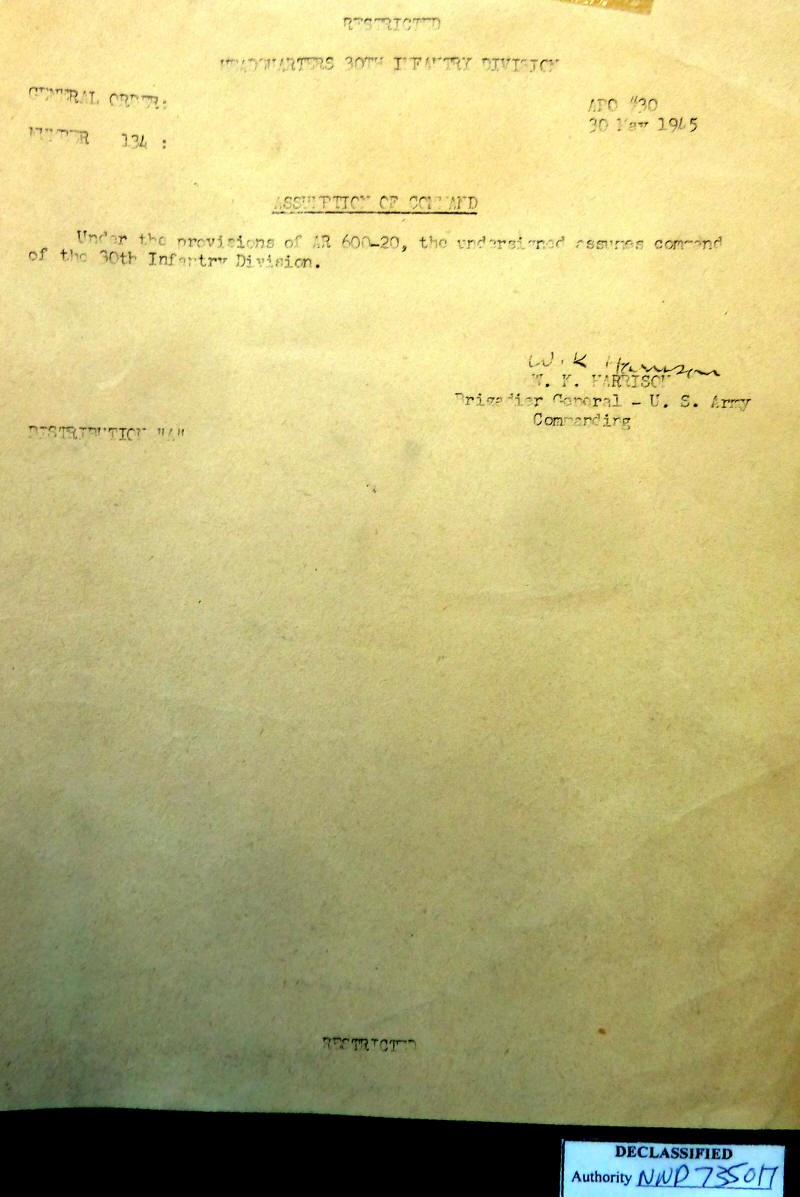 RESTRICTED
HEADQUARTERS 30TH INFANTRY DIVISION
GENERAL ORDER:
APO #30
30 May 1945
NUMBER 134 :
ASSUMPTION OF COMMAND
Under the provisions of AR 600-20, the undersigned assumes command
of the 30th Infantry Division.
W. K. Harrison
W. K. HARRISON
Brigadier General - U. S. Army
Commanding
DISTRIBUTION "A"
RESTRICTED
DECLASSIFIED
Authority NND 735017